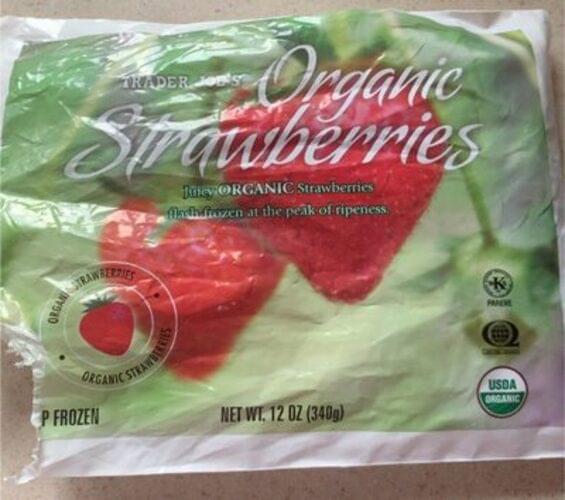 TRADER JOE'S
Organic
Strawberries
Juicy ORGANIC Strawberries
flash frozen at the peak of ripeness.
ORGANIC STRAWBERRIES
ORGANIC STRAWBERRIES
K
PAREVE
Q
USDA
ORGANIC
P FROZEN
NET WT. 12 OZ (340g)